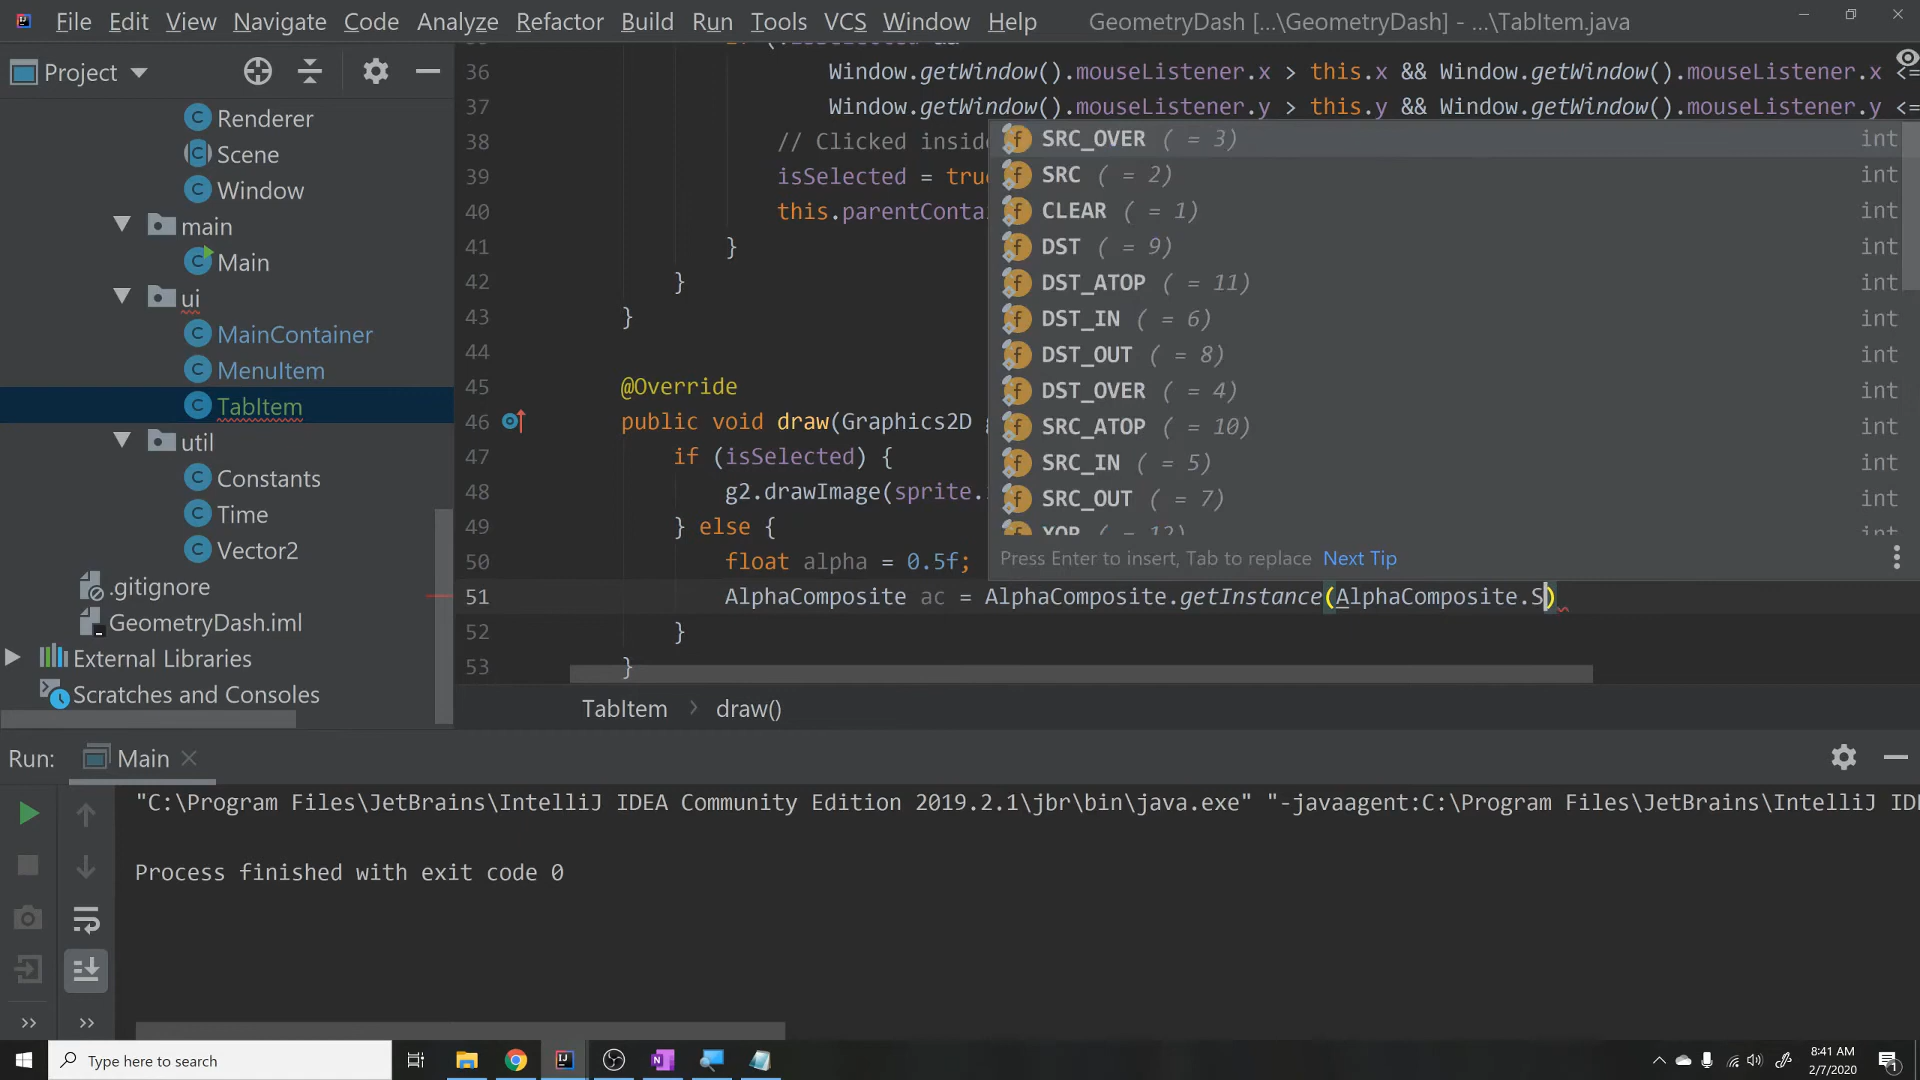 File Edit View Navigate Code Analyze Refactor Build Run Tools VCS Window Help GeometryDash [...\GeometryDash] - ...\TabItem.java
Project
Renderer
Scene
Window
main
Main
ui
MainContainer
MenuItem
TabItem
util
Constants
Time
Vector2
.gitignore
GeometryDash.iml
External Libraries
Scratches and Consoles
36 Window.getWindow().mouseListener.x > this.x && Window.getWindow().mouseListener.x <=
37 Window.getWindow().mouseListener.y > this.y && Window.getWindow().mouseListener.y <=
38 // Clicked inside
39 isSelected = true
40 this.parentConta
41 }
42 }
43 }
44
45 @Override
46 public void draw(Graphics2D g
47 if (isSelected) {
48 g2.drawImage(sprite.
49 } else {
50 float alpha = 0.5f;
51 AlphaComposite ac = AlphaComposite.getInstance(AlphaComposite.S)
52 }
53 }
SRC_OVER ( = 3) int
SRC ( = 2) int
CLEAR ( = 1) int
DST ( = 9) int
DST_ATOP ( = 11) int
DST_IN ( = 6) int
DST_OUT ( = 8) int
DST_OVER ( = 4) int
SRC_ATOP ( = 10) int
SRC_IN ( = 5) int
SRC_OUT ( = 7) int
XOR ( = 12) int
Press Enter to insert, Tab to replace Next Tip
TabItem > draw()
Run: Main
"C:\Program Files\JetBrains\IntelliJ IDEA Community Edition 2019.2.1\jbr\bin\java.exe" "-javaagent:C:\Program Files\JetBrains\IntelliJ IDE
Process finished with exit code 0
Type here to search
8:41 AM
2/7/2020
1